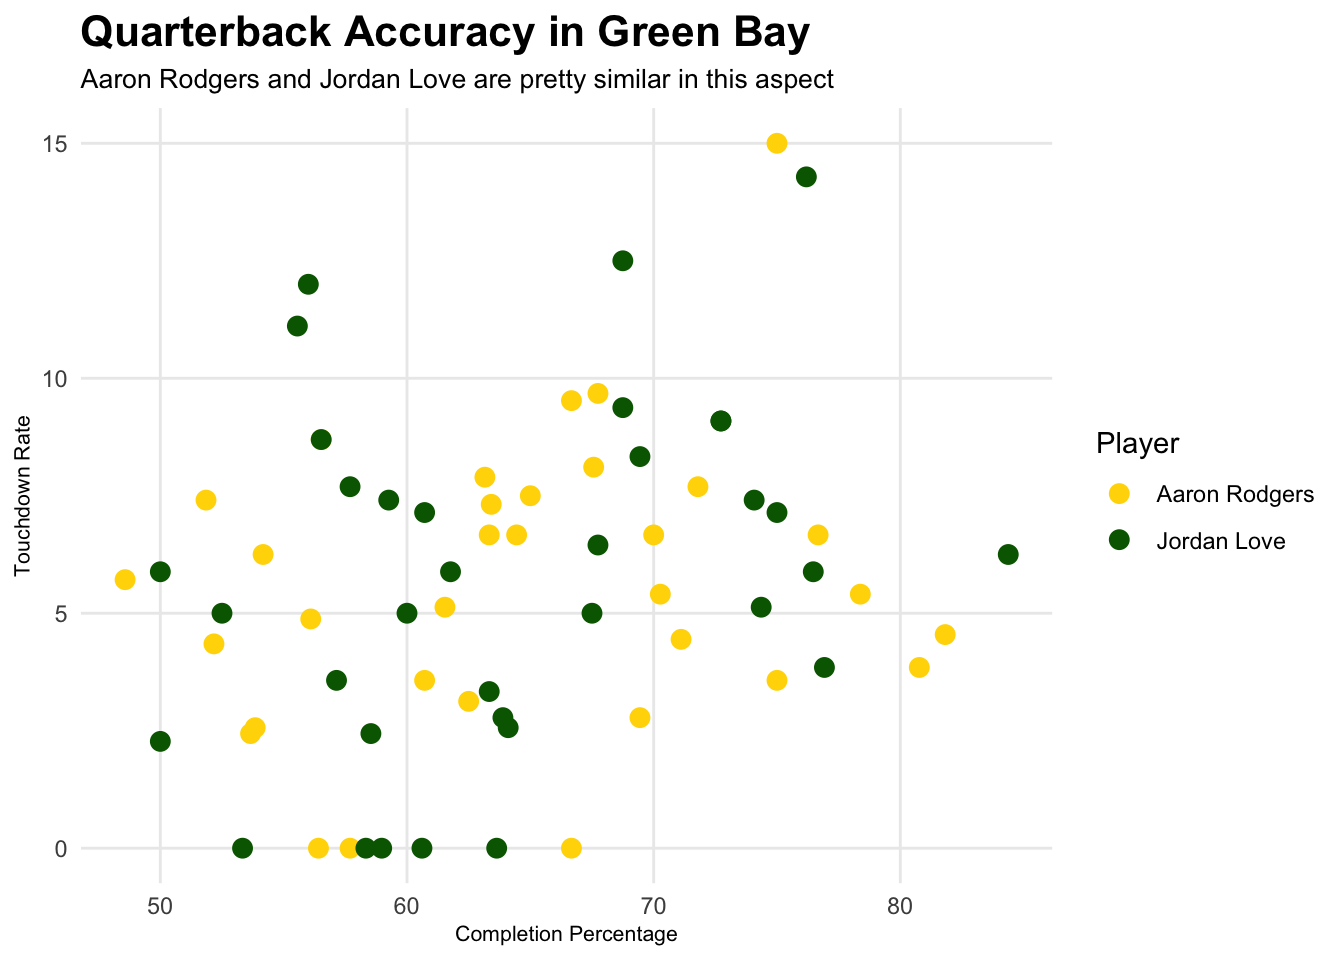 Quarterback Accuracy in Green Bay
Aaron Rodgers and Jordan Love are pretty similar in this aspect
15
10
5
0
Touchdown Rate
50 60 70 80
Completion Percentage
Player
Aaron Rodgers
Jordan Love